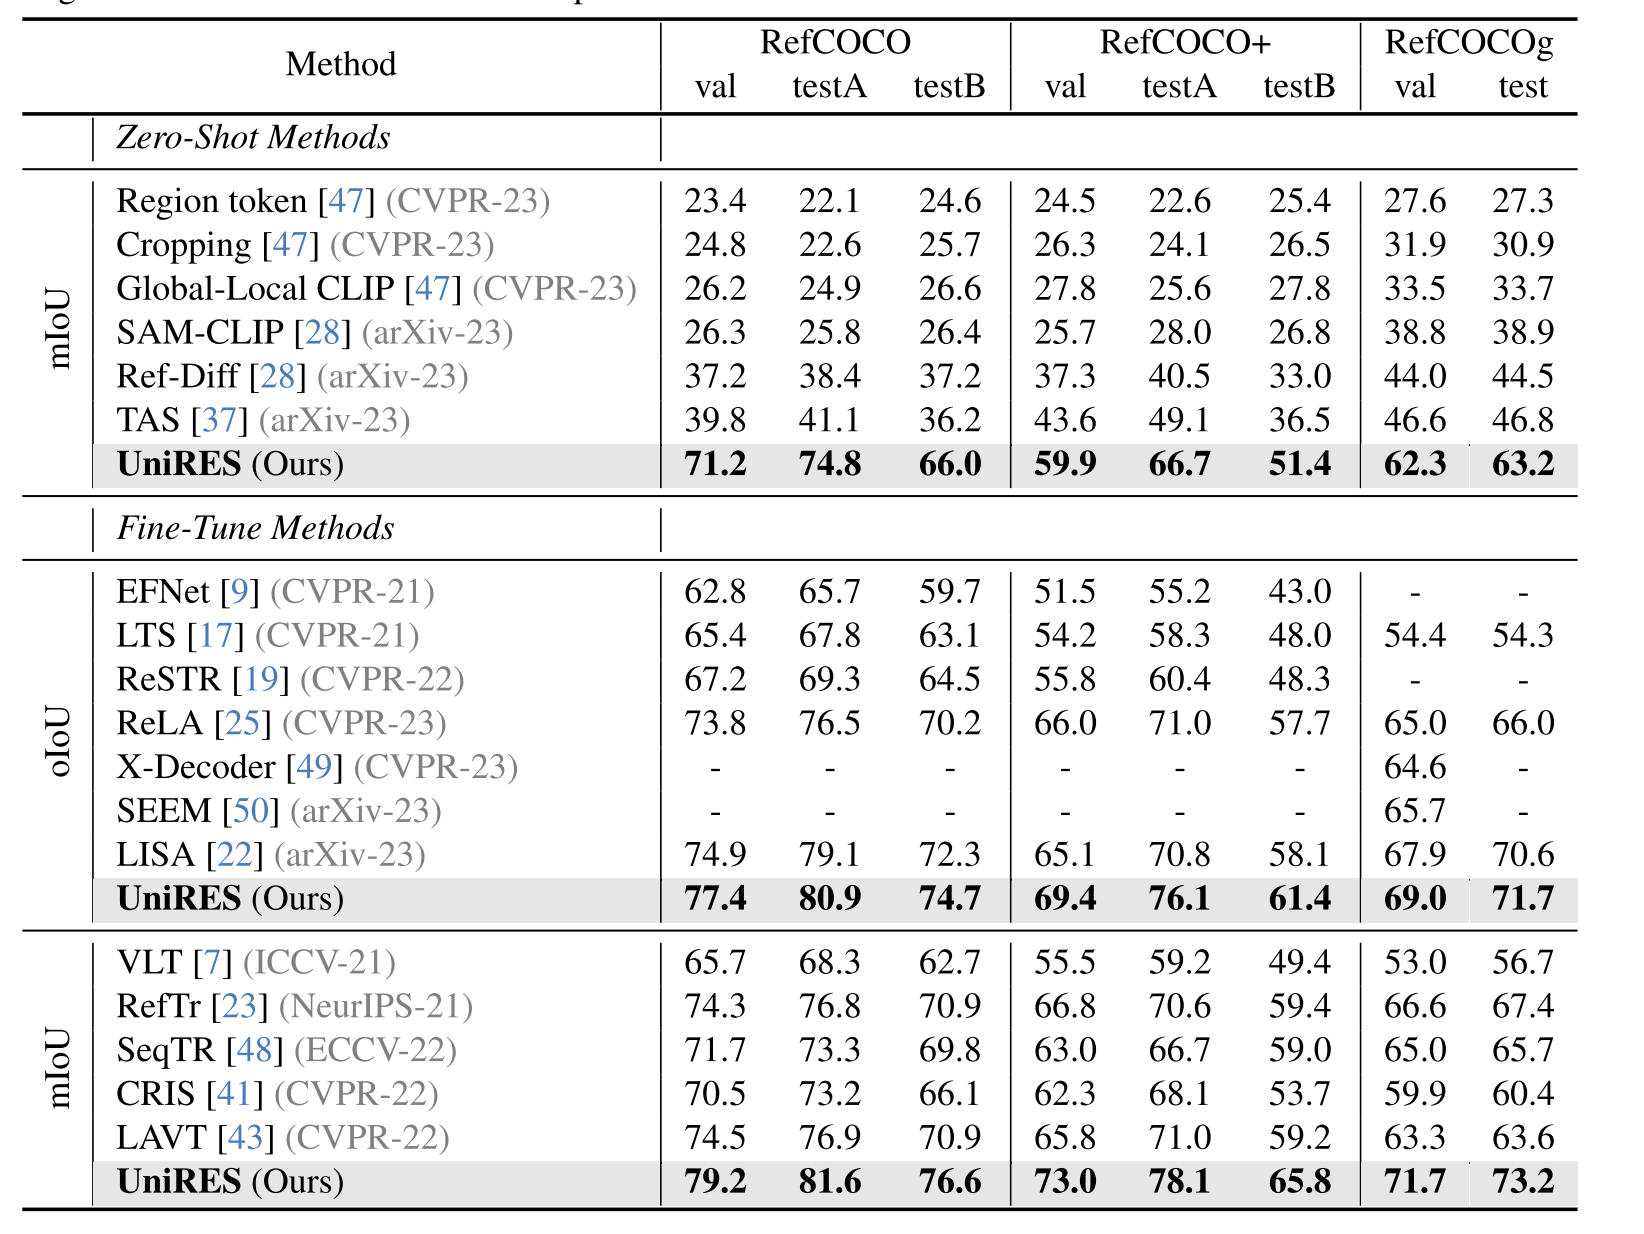 Method RefCOCO RefCOCO+ RefCOCOg
val testA testB val testA testB val test
Zero-Shot Methods
mIoU
Region token [47] (CVPR-23) 23.4 22.1 24.6 24.5 22.6 25.4 27.6 27.3
Cropping [47] (CVPR-23) 24.8 22.6 25.7 26.3 24.1 26.5 31.9 30.9
Global-Local CLIP [47] (CVPR-23) 26.2 24.9 26.6 27.8 25.6 27.8 33.5 33.7
SAM-CLIP [28] (arXiv-23) 26.3 25.8 26.4 25.7 28.0 26.8 38.8 38.9
Ref-Diff [28] (arXiv-23) 37.2 38.4 37.2 37.3 40.5 33.0 44.0 44.5
TAS [37] (arXiv-23) 39.8 41.1 36.2 43.6 49.1 36.5 46.6 46.8
UniRES (Ours) 71.2 74.8 66.0 59.9 66.7 51.4 62.3 63.2
Fine-Tune Methods
oIoU
EFNet [9] (CVPR-21) 62.8 65.7 59.7 51.5 55.2 43.0 - -
LTS [17] (CVPR-21) 65.4 67.8 63.1 54.2 58.3 48.0 54.4 54.3
ReSTR [19] (CVPR-22) 67.2 69.3 64.5 55.8 60.4 48.3 - -
ReLA [25] (CVPR-23) 73.8 76.5 70.2 66.0 71.0 57.7 65.0 66.0
X-Decoder [49] (CVPR-23) - - - - - - 64.6 -
SEEM [50] (arXiv-23) - - - - - - 65.7 -
LISA [22] (arXiv-23) 74.9 79.1 72.3 65.1 70.8 58.1 67.9 70.6
UniRES (Ours) 77.4 80.9 74.7 69.4 76.1 61.4 69.0 71.7
mIoU
VLT [7] (ICCV-21) 65.7 68.3 62.7 55.5 59.2 49.4 53.0 56.7
RefTr [23] (NeurIPS-21) 74.3 76.8 70.9 66.8 70.6 59.4 66.6 67.4
SeqTR [48] (ECCV-22) 71.7 73.3 69.8 63.0 66.7 59.0 65.0 65.7
CRIS [41] (CVPR-22) 70.5 73.2 66.1 62.3 68.1 53.7 59.9 60.4
LAVT [43] (CVPR-22) 74.5 76.9 70.9 65.8 71.0 59.2 63.3 63.6
UniRES (Ours) 79.2 81.6 76.6 73.0 78.1 65.8 71.7 73.2